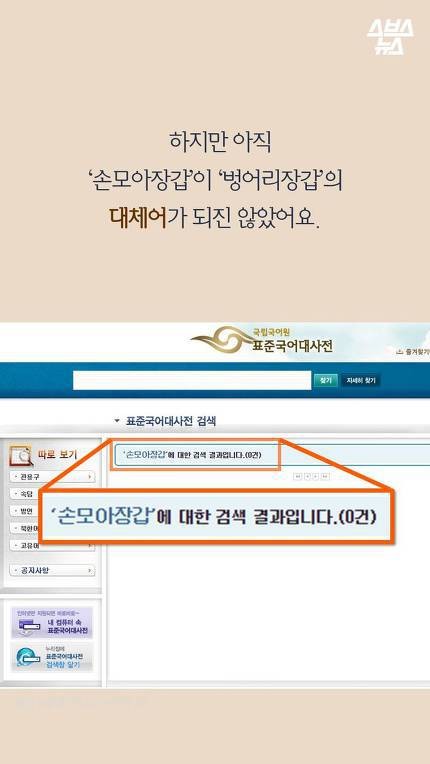 스브스
뉴스
하지만 아직
‘손모아장갑’이 ‘벙어리장갑’의
대체어가 되진 않았어요.
국립국어원
표준국어대사전
즐겨찾기
찾기
자세히 찾기
표준국어대사전 검색
따로 보기
‘손모아장갑’에 대한 검색 결과입니다.(0건)
관용구
속담
방언
북한어
고유어
‘손모아장갑’에 대한 검색 결과입니다.(0건)
공지사항
내 컴퓨터 속
표준국어대사전
누리집에
표준국어대사전
검색창 달기